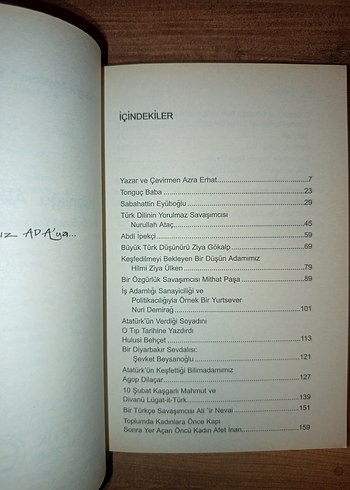 ADA'ya...
İÇİNDEKİLER
Yazar ve Çevirmen Azra Erhat.....7
Tonguç Baba.....23
Sabahattin Eyüboğlu.....29
Türk Dilinin Yorulmaz Savaşımcısı
Nurullah Ataç.....45
Abdi İpekçi.....59
Büyük Türk Düşünürü Ziya Gökalp.....69
Keşfedilmeyi Bekleyen Bir Düşün Adamımız
Hilmi Ziya Ülken.....79
Bir Özgürlük Savaşımcısı Mithat Paşa.....89
İş Adamlığı Sanayiciliği ve
Politikacılığıyla Örnek Bir Yurtsever
Nuri Demirağ.....101
Atatürk'ün Verdiği Soyadını
O Tıp Tarihine Yazdırdı
Hulusi Behçet.....113
Bir Diyarbakır Sevdalısı:
Şevket Beysanoğlu.....121
Atatürk'ün Keşfettiği Bilimadamımız
Agop Dilaçar.....127
10 Şubat Kaşgarlı Mahmul ve
Divanü Lûgat-it-Türk.....139
Bir Türkçe Savaşımcısı Ali Şir Nevai.....151
Toplumda Kadınlara Önce Kapı
Sonra Yer Açan Öncü Kadın Afet İnan.....159